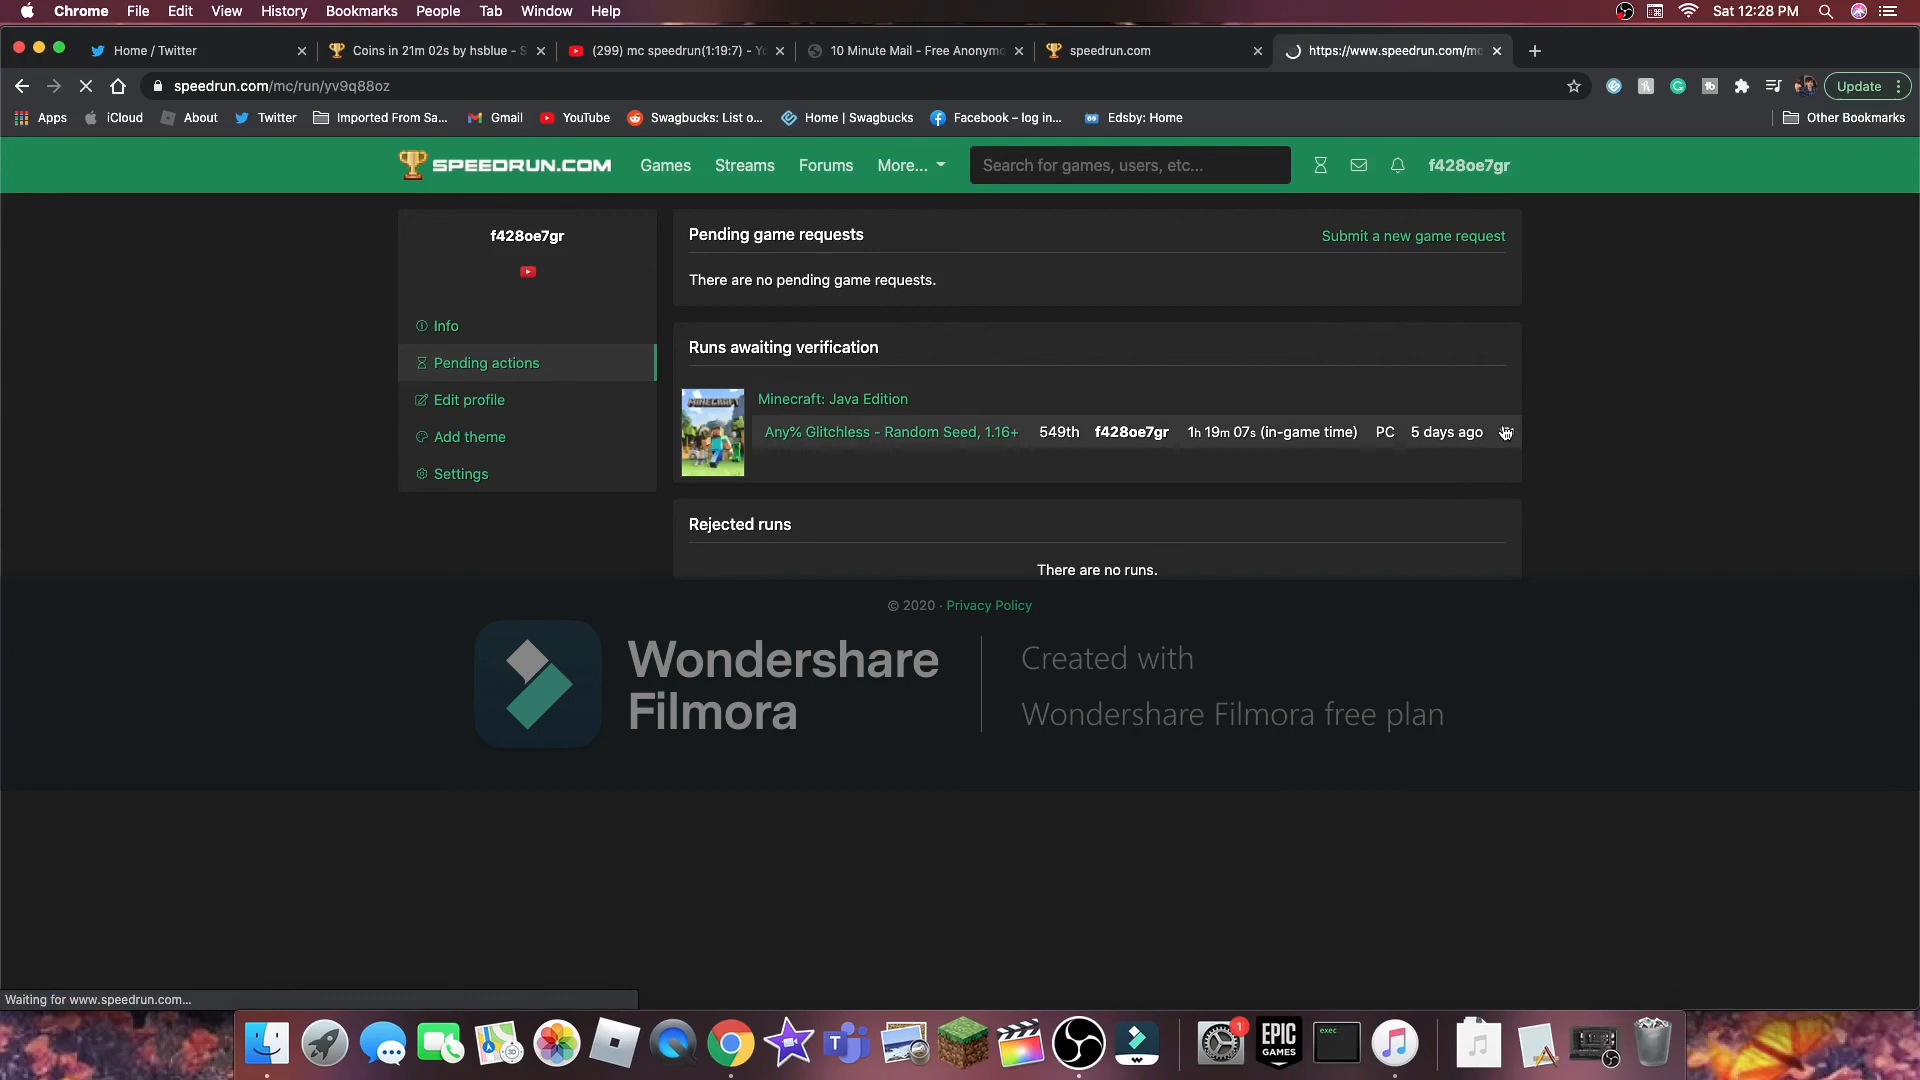 Chrome File Edit View History Bookmarks People Tab Window Help Sat 12:28 PM
Home / Twitter Coins in 21m 02s by hsblue - S (299) mc speedrun(1:19:7) - Yo 10 Minute Mail - Free Anonymo speedrun.com https://www.speedrun.com/mc
speedrun.com/mc/run/yv9q88oz Update
Apps iCloud About Twitter Imported From Sa... Gmail YouTube Swagbucks: List o... Home | Swagbucks Facebook – log in... Edsby: Home Other Bookmarks
SPEEDRUN.COM Games Streams Forums More... Search for games, users, etc... f428oe7gr
f428oe7gr
Info
Pending actions
Edit profile
Add theme
Settings
Pending game requests Submit a new game request
There are no pending game requests.
Runs awaiting verification
MINECRAFT
Minecraft: Java Edition
Any% Glitchless - Random Seed, 1.16+ 549th f428oe7gr 1h 19m 07s (in-game time) PC 5 days ago
Rejected runs
There are no runs.
© 2020 · Privacy Policy
Wondershare
Filmora
Created with
Wondershare Filmora free plan
Waiting for www.speedrun.com...
3D
1
EPIC
GAMES
exec